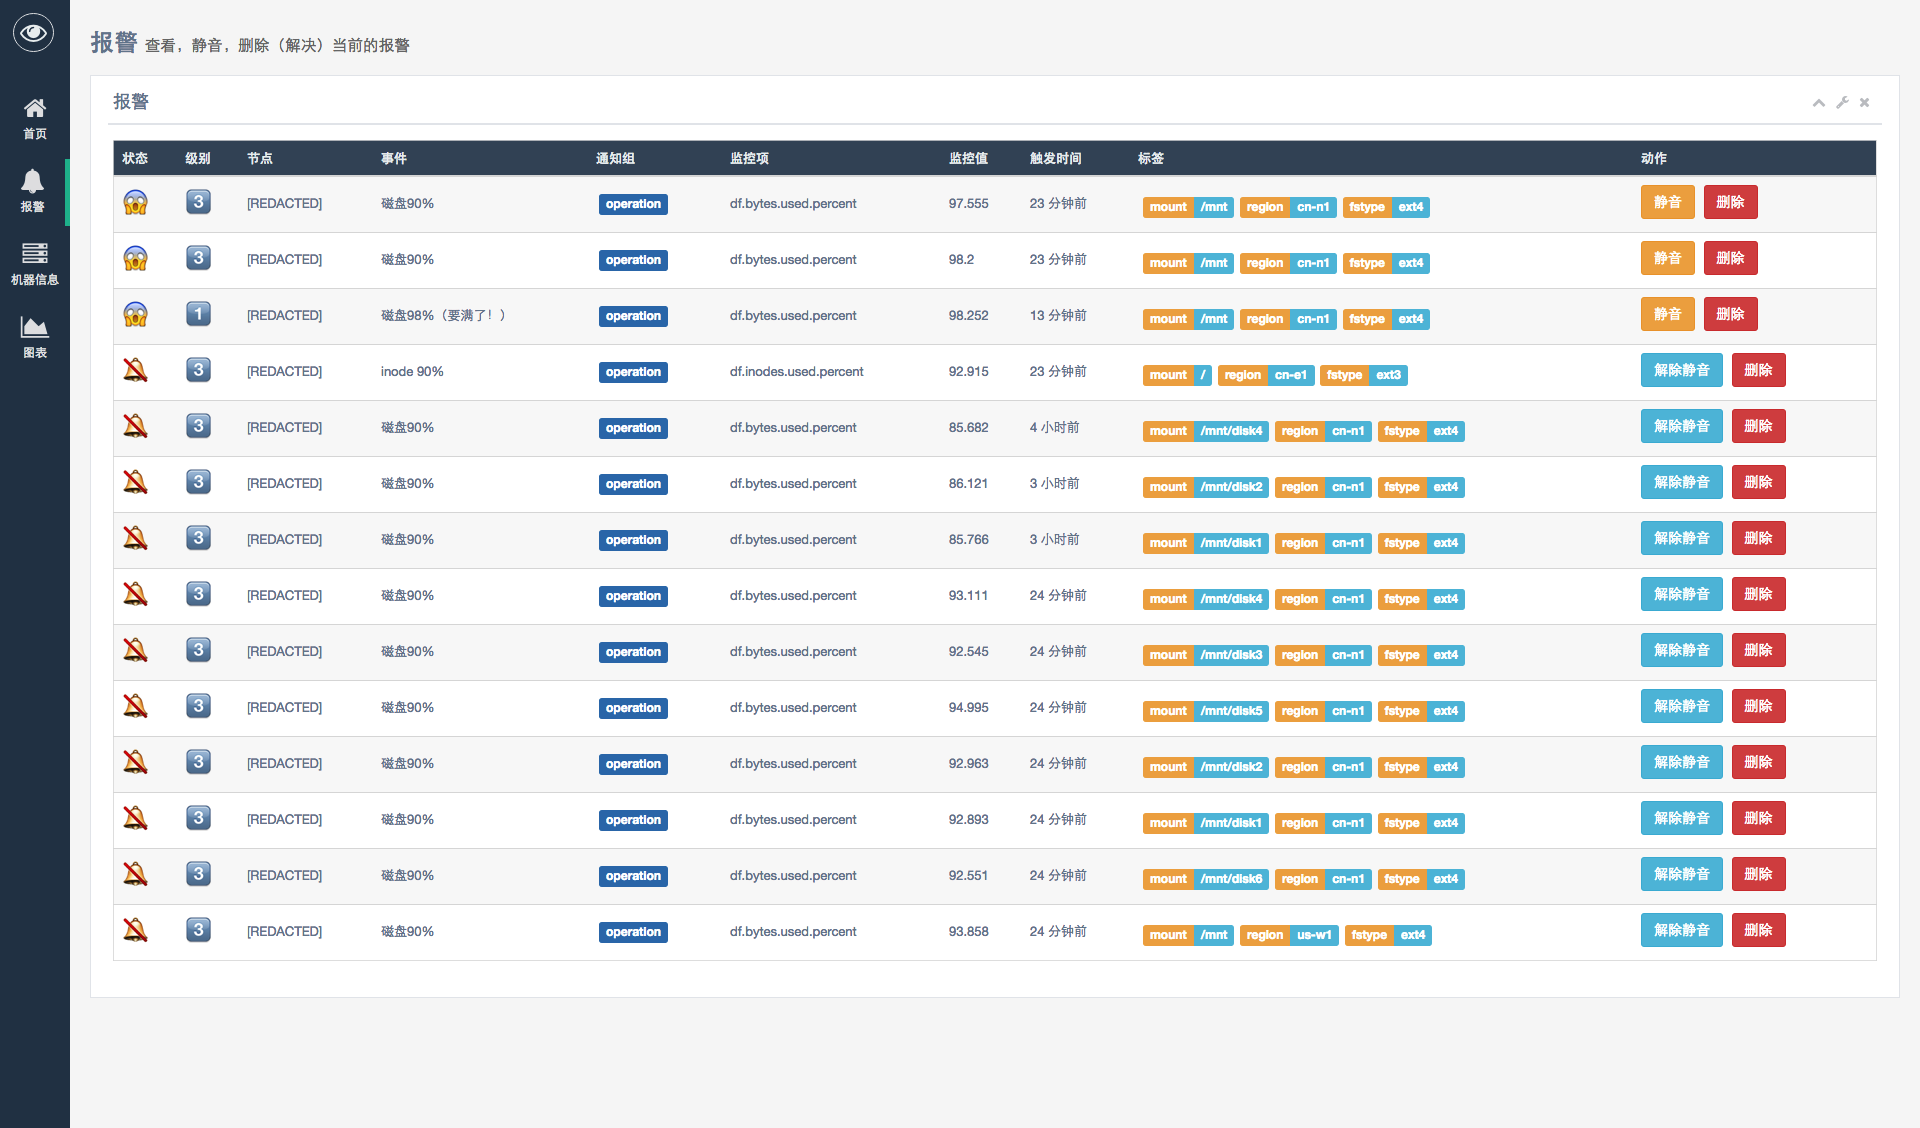 首页
报警
机器信息
图表
报警 查看，静音，删除（解决）当前的报警
报警
状态 级别 节点 事件 通知组 监控项 监控值 触发时间 标签 动作
3 [REDACTED] 磁盘90% operation df.bytes.used.percent 97.555 23 分钟前 mount /mnt region cn-n1 fstype ext4 静音 删除
3 [REDACTED] 磁盘90% operation df.bytes.used.percent 98.2 23 分钟前 mount /mnt region cn-n1 fstype ext4 静音 删除
1 [REDACTED] 磁盘98%（要满了！） operation df.bytes.used.percent 98.252 13 分钟前 mount /mnt region cn-n1 fstype ext4 静音 删除
3 [REDACTED] inode 90% operation df.inodes.used.percent 92.915 23 分钟前 mount / region cn-e1 fstype ext3 解除静音 删除
3 [REDACTED] 磁盘90% operation df.bytes.used.percent 85.682 4 小时前 mount /mnt/disk4 region cn-n1 fstype ext4 解除静音 删除
3 [REDACTED] 磁盘90% operation df.bytes.used.percent 86.121 3 小时前 mount /mnt/disk2 region cn-n1 fstype ext4 解除静音 删除
3 [REDACTED] 磁盘90% operation df.bytes.used.percent 85.766 3 小时前 mount /mnt/disk1 region cn-n1 fstype ext4 解除静音 删除
3 [REDACTED] 磁盘90% operation df.bytes.used.percent 93.111 24 分钟前 mount /mnt/disk4 region cn-n1 fstype ext4 解除静音 删除
3 [REDACTED] 磁盘90% operation df.bytes.used.percent 92.545 24 分钟前 mount /mnt/disk3 region cn-n1 fstype ext4 解除静音 删除
3 [REDACTED] 磁盘90% operation df.bytes.used.percent 94.995 24 分钟前 mount /mnt/disk5 region cn-n1 fstype ext4 解除静音 删除
3 [REDACTED] 磁盘90% operation df.bytes.used.percent 92.963 24 分钟前 mount /mnt/disk2 region cn-n1 fstype ext4 解除静音 删除
3 [REDACTED] 磁盘90% operation df.bytes.used.percent 92.893 24 分钟前 mount /mnt/disk1 region cn-n1 fstype ext4 解除静音 删除
3 [REDACTED] 磁盘90% operation df.bytes.used.percent 92.551 24 分钟前 mount /mnt/disk6 region cn-n1 fstype ext4 解除静音 删除
3 [REDACTED] 磁盘90% operation df.bytes.used.percent 93.858 24 分钟前 mount /mnt region us-w1 fstype ext4 解除静音 删除